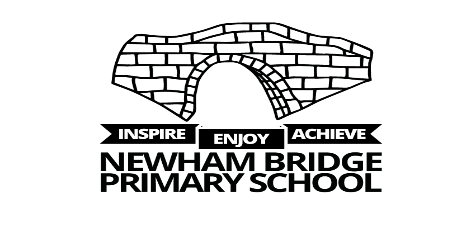 INSPIRE ENJOY ACHIEVE
NEWHAM BRIDGE
PRIMARY SCHOOL